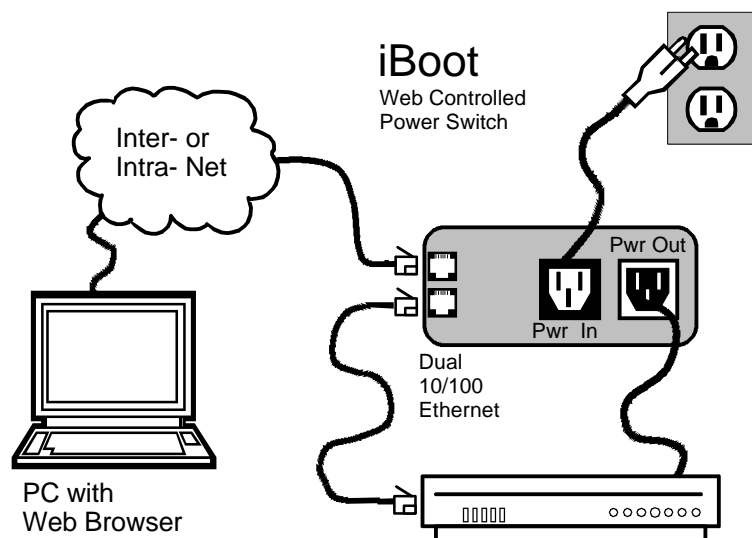 iBoot
Web Controlled
Power Switch
Inter- or
Intra- Net
Pwr Out
Pwr In
Dual
10/100
Ethernet
PC with
Web Browser